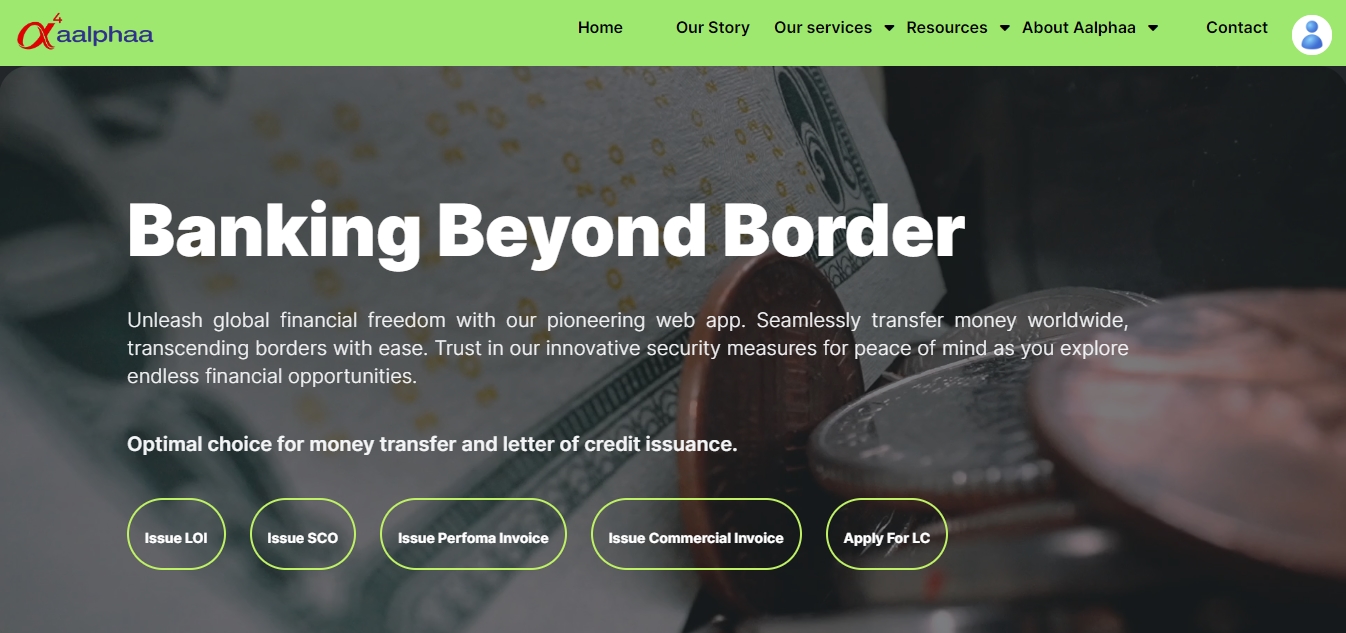 α4 aalphaa
Home Our Story Our services Resources About Aalphaa Contact
Banking Beyond Border
Unleash global financial freedom with our pioneering web app. Seamlessly transfer money worldwide,
transcending borders with ease. Trust in our innovative security measures for peace of mind as you explore
endless financial opportunities.
Optimal choice for money transfer and letter of credit issuance.
Issue LOI Issue SCO Issue Perfoma Invoice Issue Commercial Invoice Apply For LC